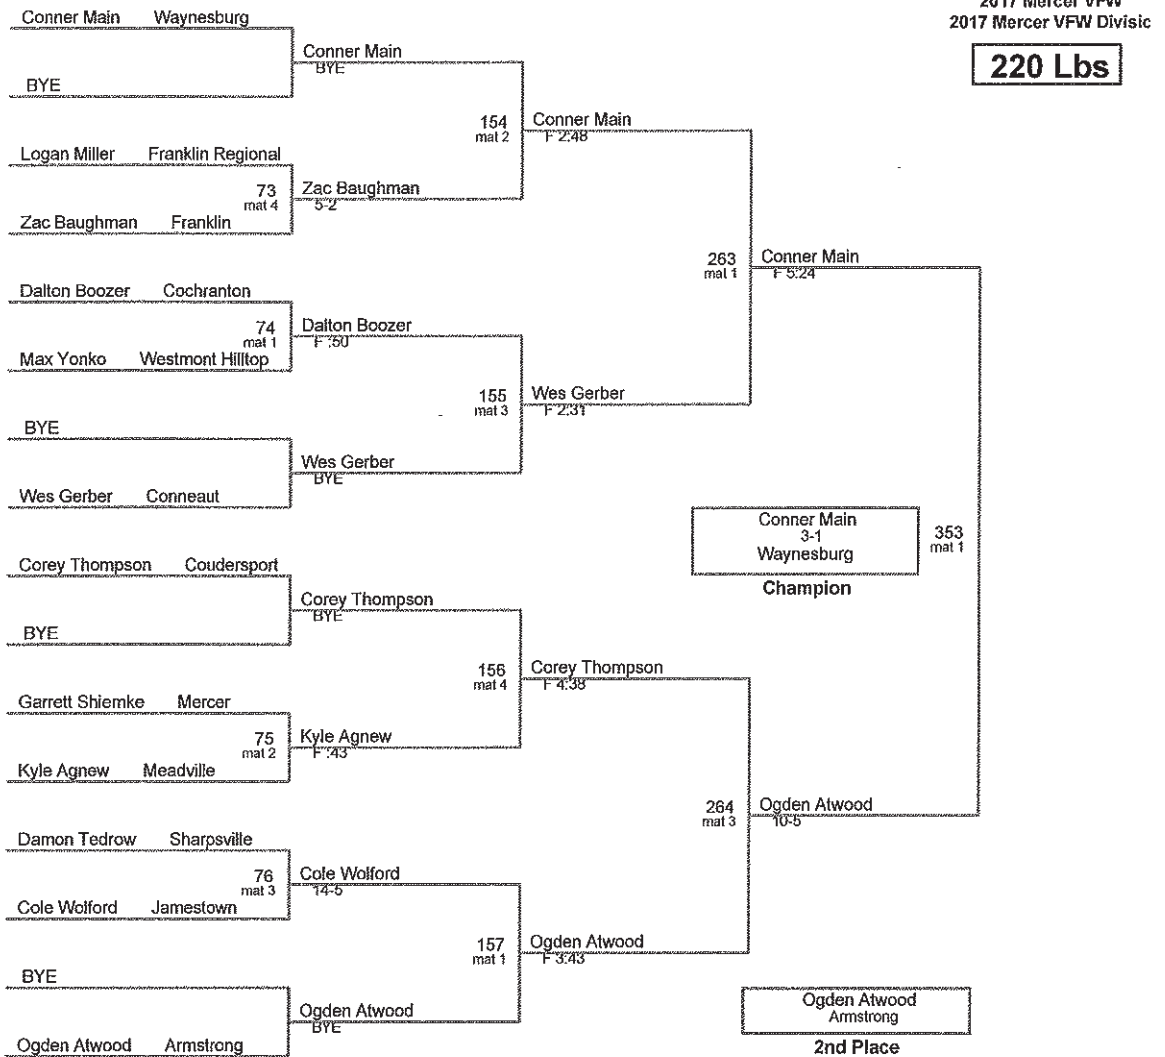 2017 Mercer VFW
2017 Mercer VFW Divisic
220 Lbs
Conner Main Waynesburg
BYE
Logan Miller Franklin Regional
73
mat 4
Zac Baughman Franklin
Dalton Boozer Cochranton
74
mat 1
Max Yonko Westmont Hilltop
BYE
Wes Gerber Conneaut
Corey Thompson Coudersport
BYE
Garrett Shiemke Mercer
75
mat 2
Kyle Agnew Meadville
Damon Tedrow Sharpsville
76
mat 3
Cole Wolford Jamestown
BYE
Ogden Atwood Armstrong
Conner Main
BYE
154
mat 2
Zac Baughman
5-2
Dalton Boozer
F :50
155
mat 3
Wes Gerber
BYE
Corey Thompson
BYE
156
mat 4
Kyle Agnew
F :43
Cole Wolford
14-5
157
mat 1
Ogden Atwood
BYE
Conner Main
F 2:48
263
mat 1
Wes Gerber
F 2:31
Corey Thompson
F 4:38
264
mat 3
Ogden Atwood
F 3:43
Conner Main
F 5:24
353
mat 1
Ogden Atwood
10-5
Conner Main
3-1
Waynesburg
Champion
Ogden Atwood
Armstrong
2nd Place